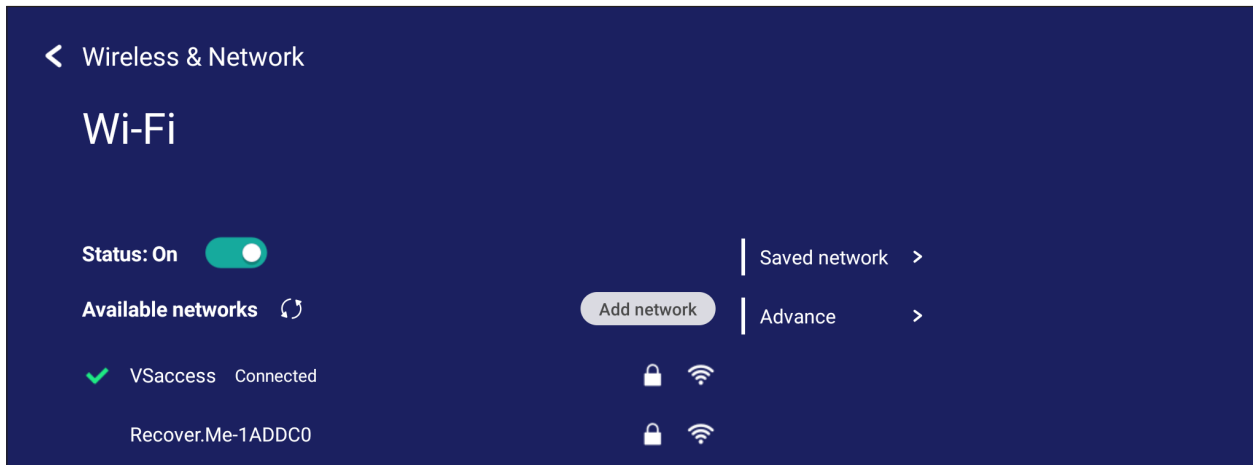 Wireless & Network
Wi-Fi
Status: On
Saved network
Available networks
Add network
Advance
VSaccess Connected
Recover.Me-1ADDC0